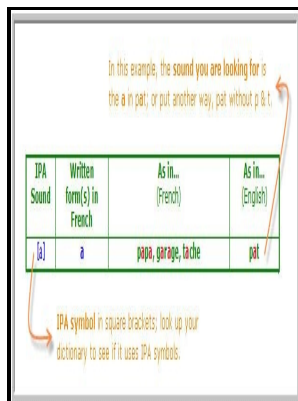 In this example, the sound you are looking for is
the a in pat; or put another way, pat without p & t.
IPA Sound | Written form(s) in French | As in... (French) | As in... (English)
[a] | a | papa, garage, tache | pat
IPA symbol in square brackets; look up your
dictionary to see if it uses IPA symbols.